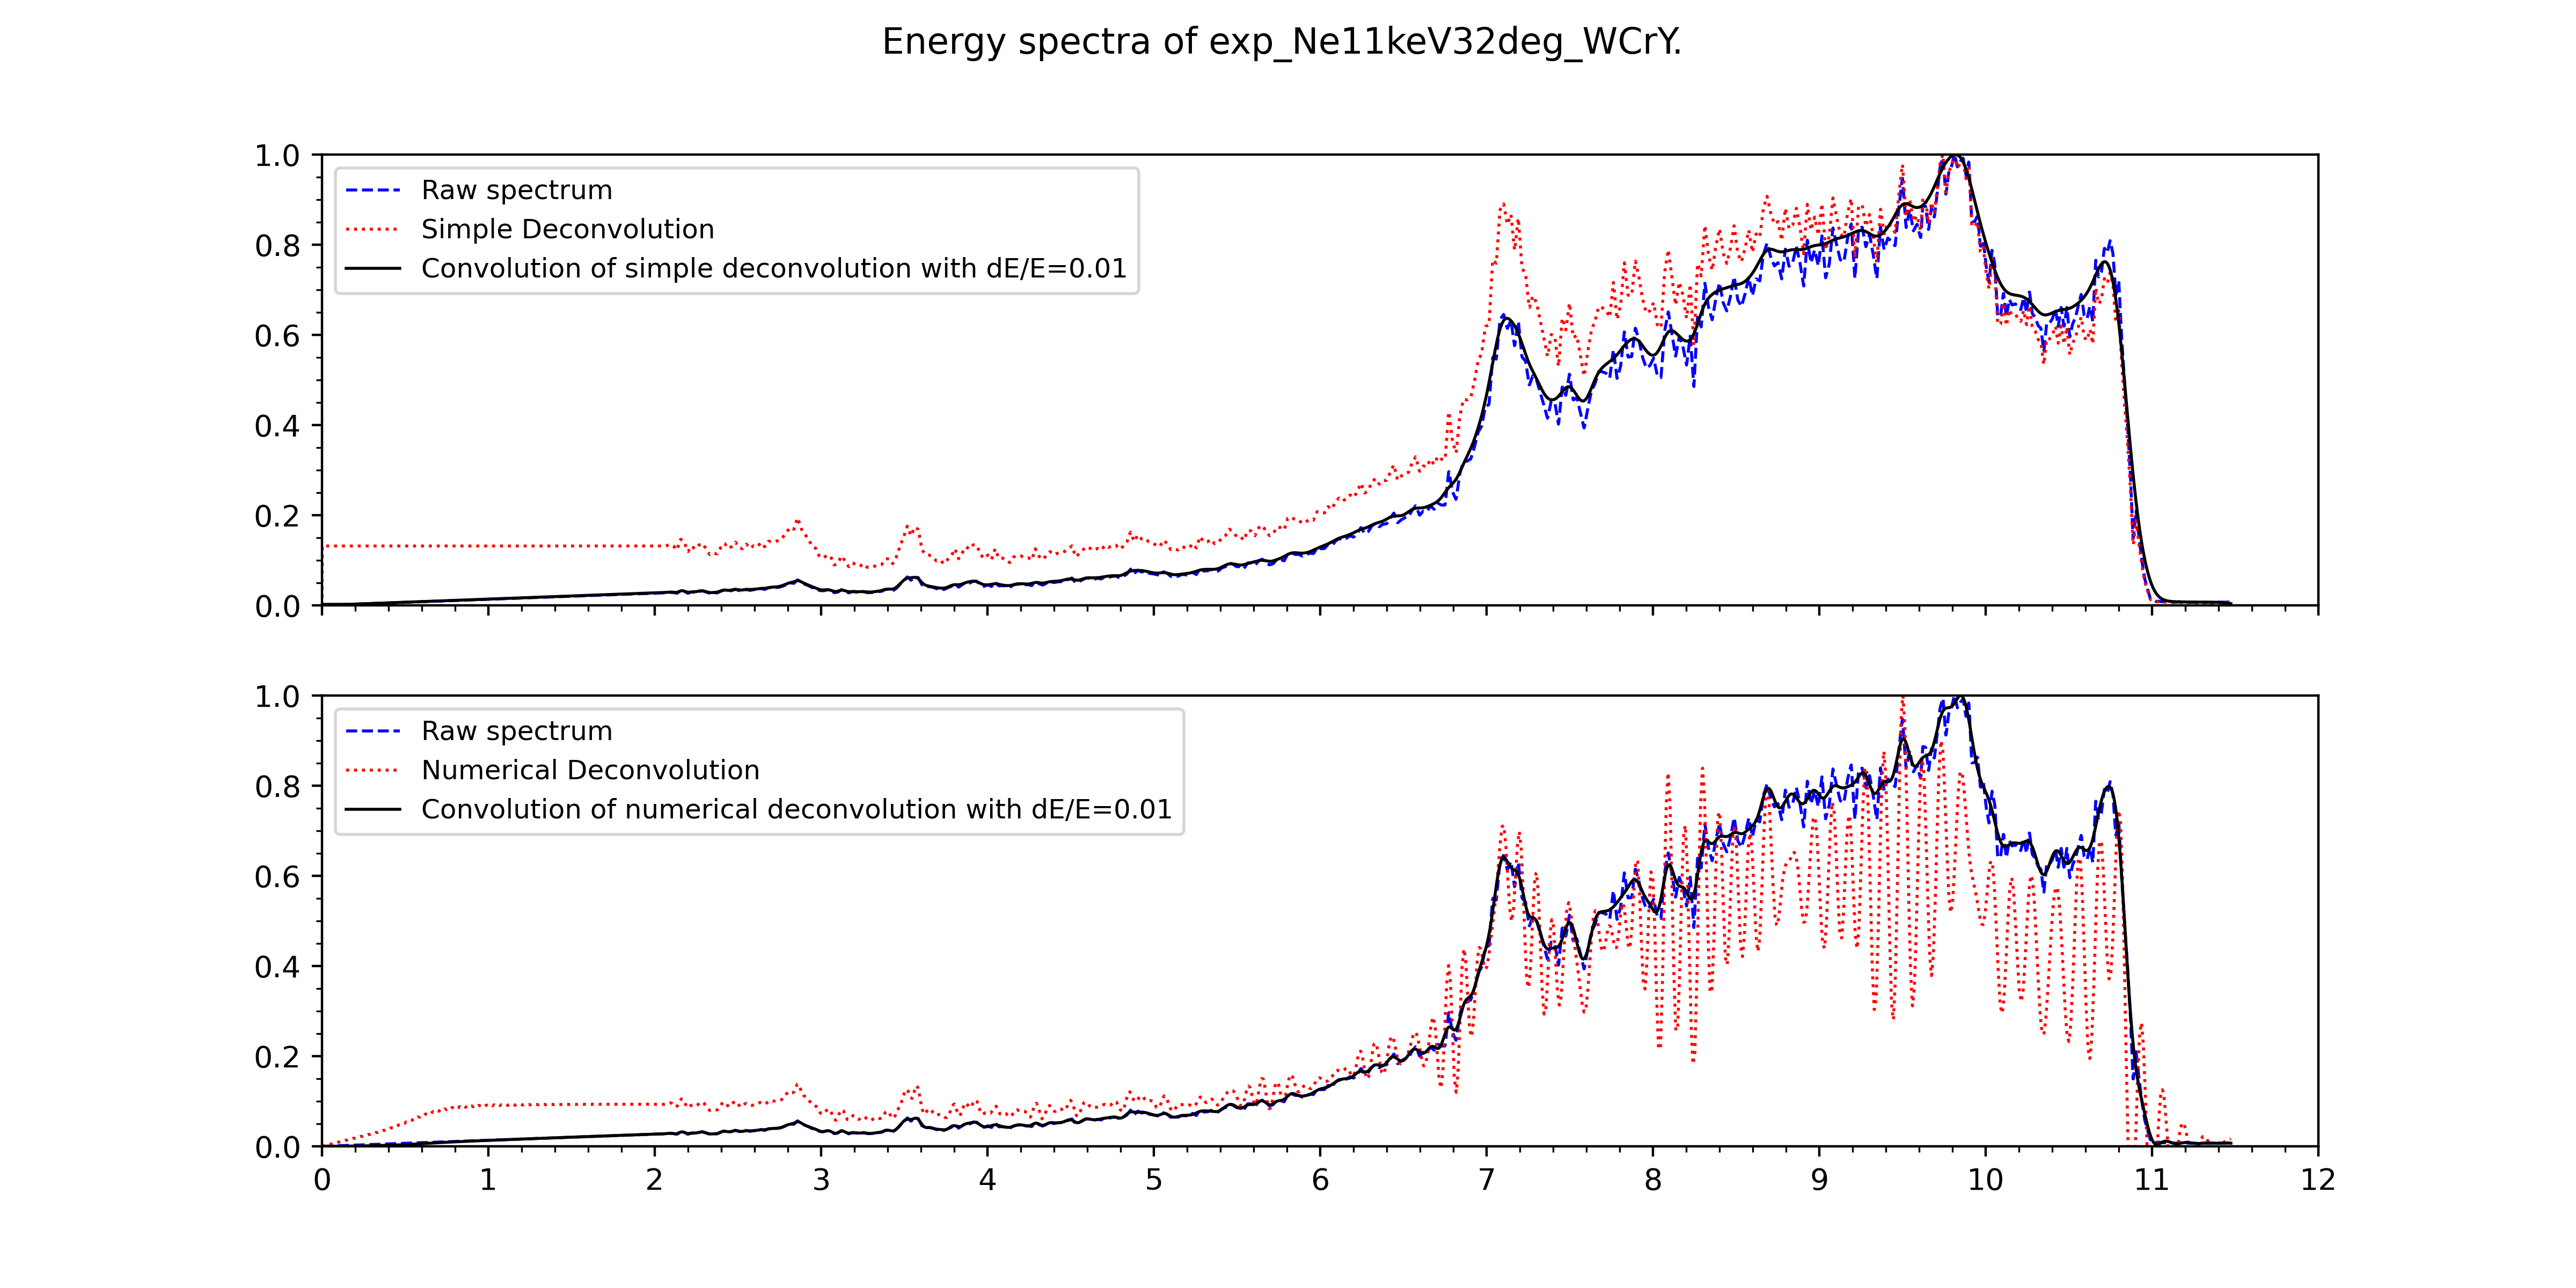 Energy spectra of exp_Ne11keV32deg_WCrY.
1.0
0.8
0.6
0.4
0.2
0.0
Raw spectrum
Simple Deconvolution
Convolution of simple deconvolution with dE/E=0.01
1.0
0.8
0.6
0.4
0.2
0.0
Raw spectrum
Numerical Deconvolution
Convolution of numerical deconvolution with dE/E=0.01
0 1 2 3 4 5 6 7 8 9 10 11 12